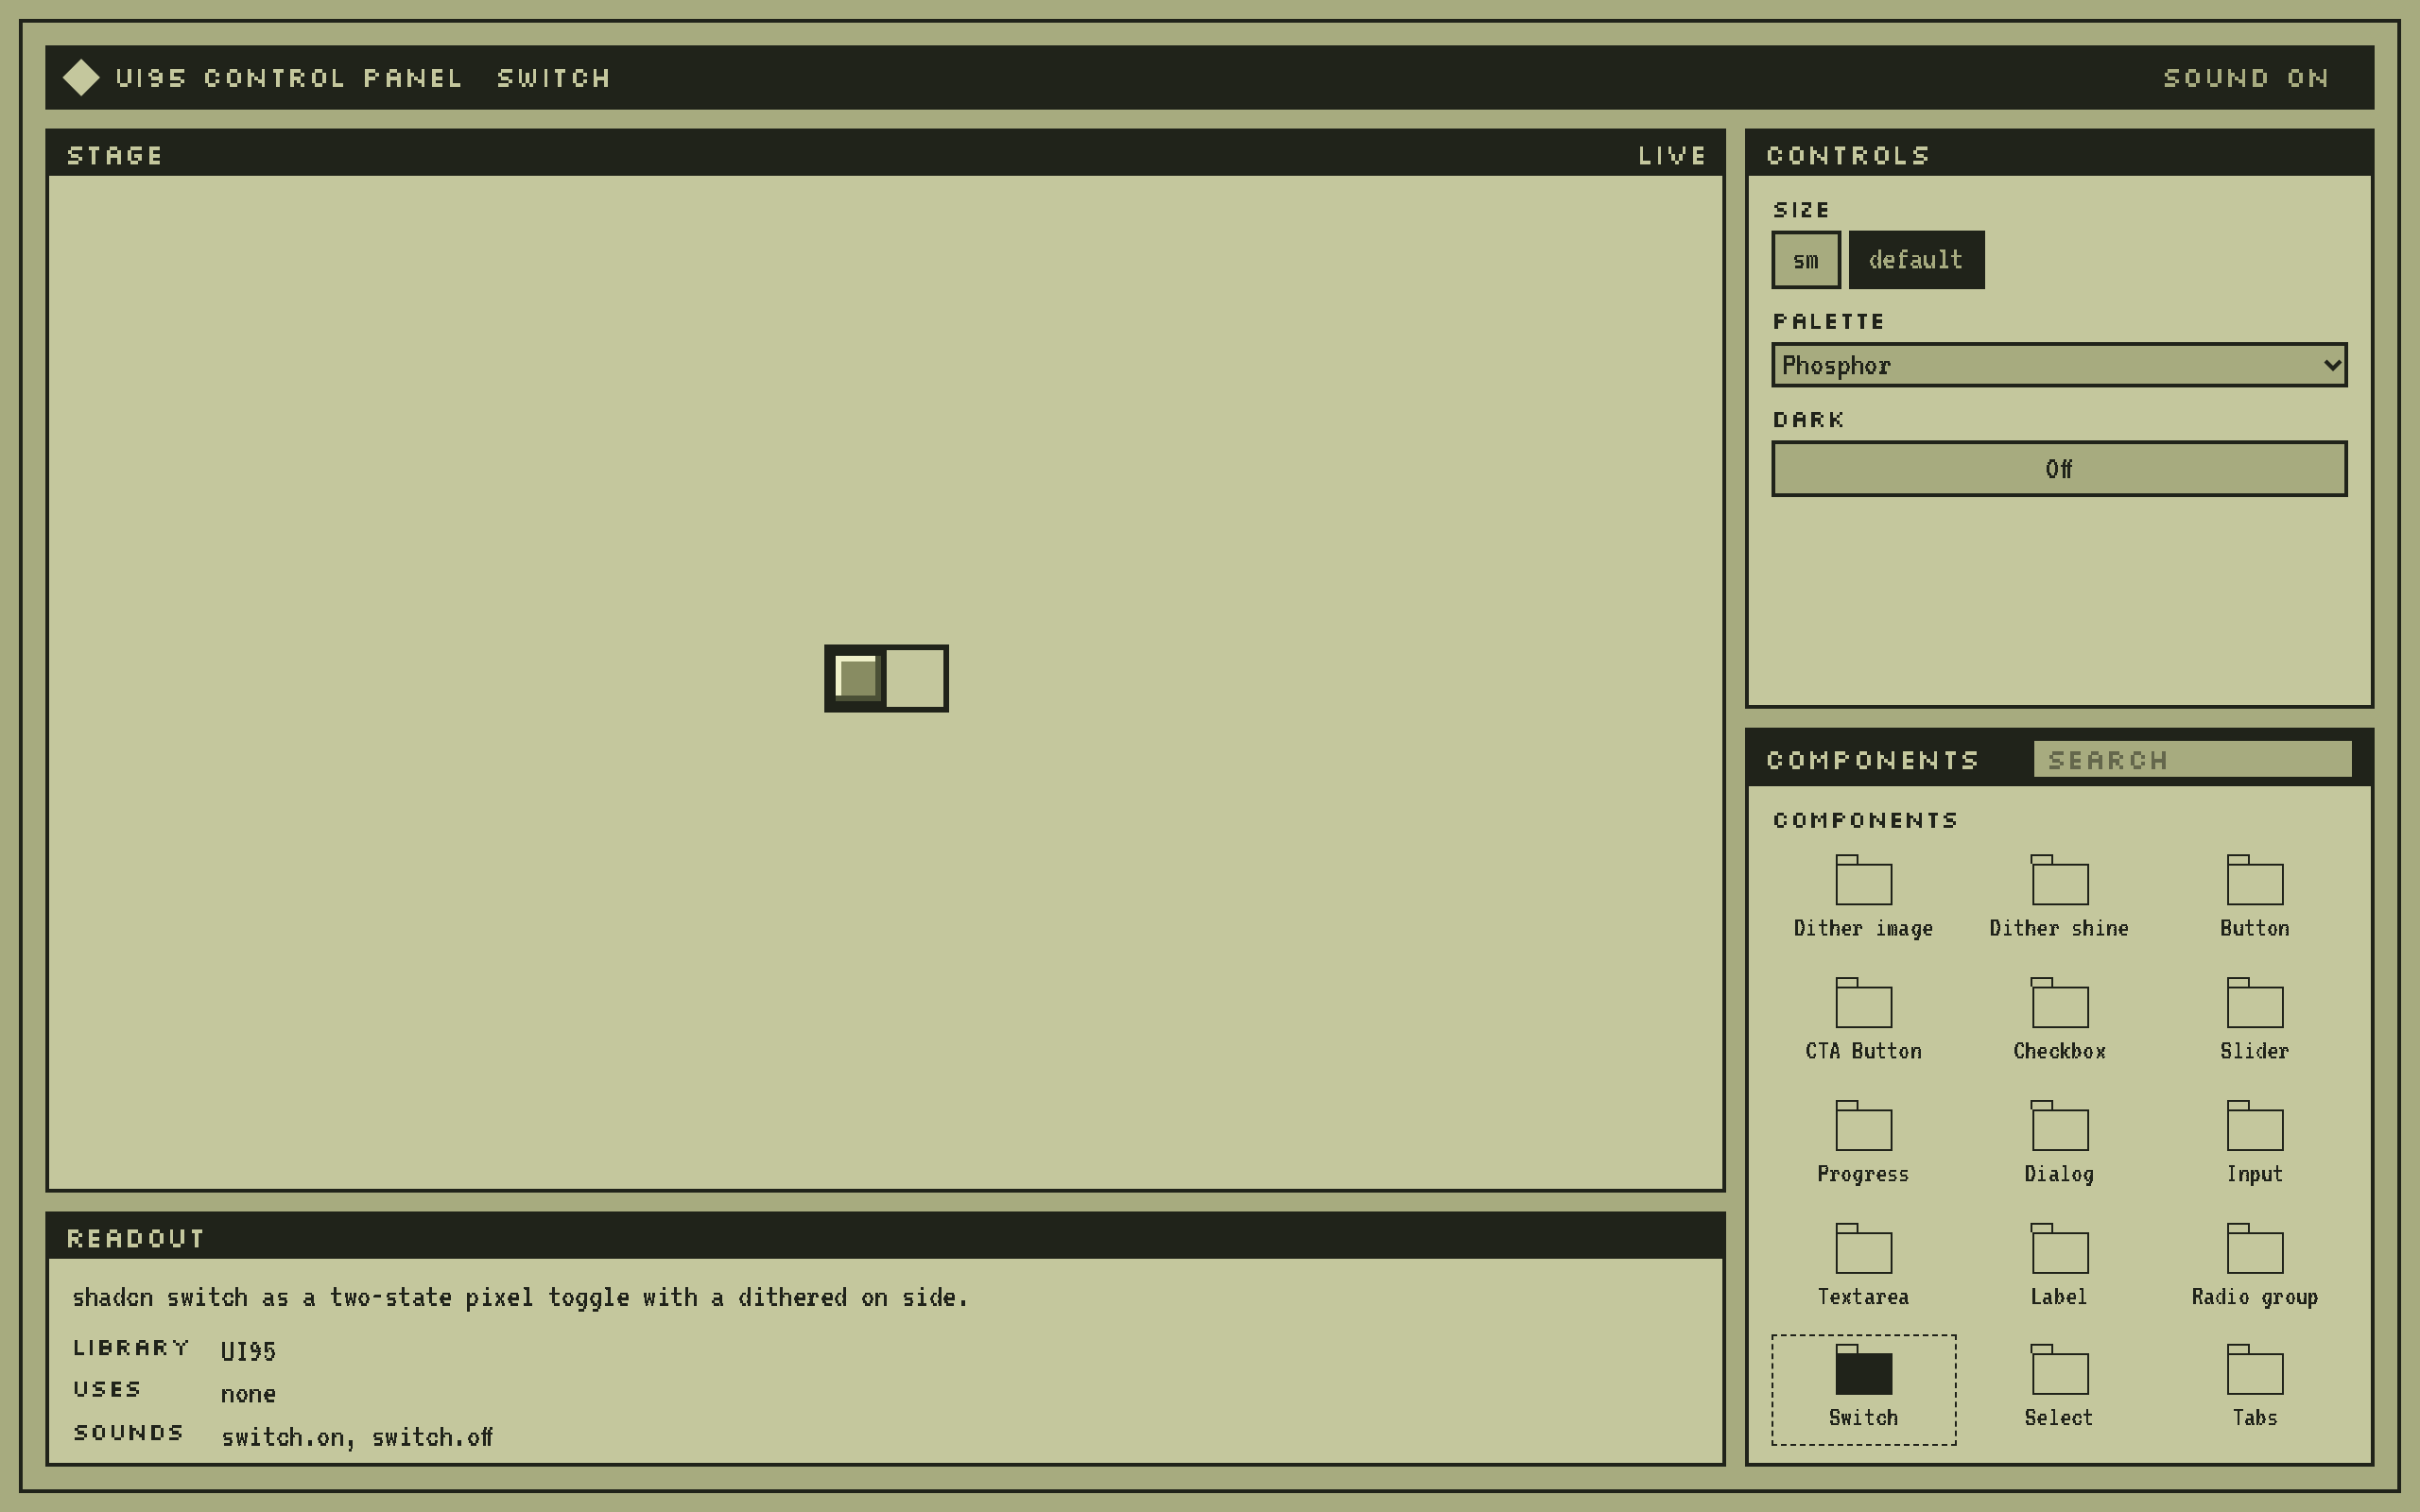 UI95 CONTROL PANEL SWITCH
SOUND ON
STAGE
LIVE
shadcn switch as a two-state pixel toggle with a dithered on side.
READOUT
LIBRARY UI95
USES none
SOUNDS switch.on, switch.off
CONTROLS
SIZE
sm default
PALETTE
Phosphor
DARK
Off
COMPONENTS SEARCH
COMPONENTS
Dither image Dither shine Button
CTA Button Checkbox Slider
Progress Dialog Input
Textarea Label Radio group
Switch Select Tabs